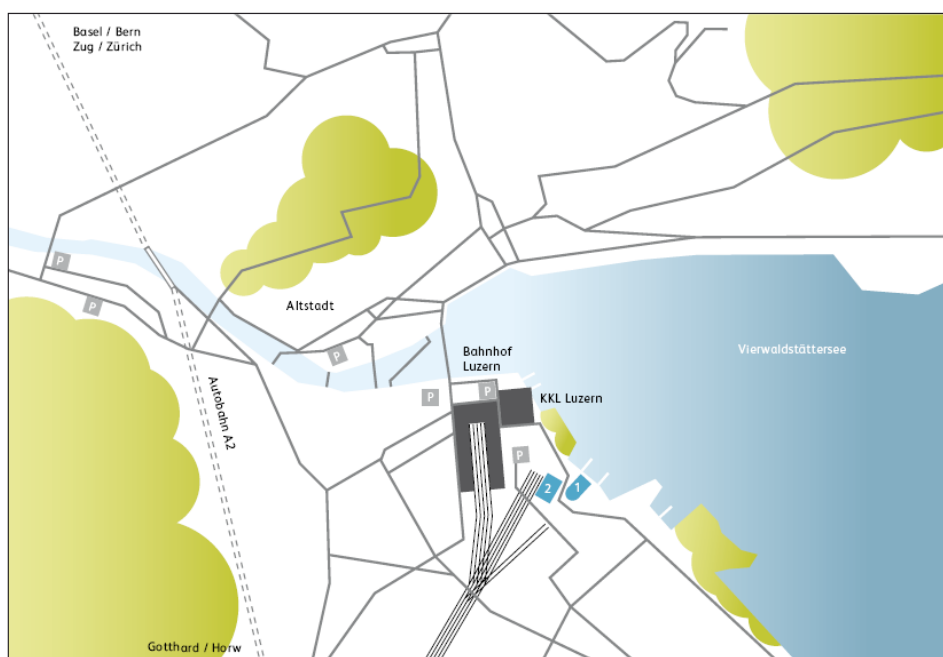 Basel / Bern
Zug / Zürich
P
P
Altstadt
P
Vierwaldstättersee
Bahnhof
Luzern
Autobahn A2
P
P
KKL Luzern
P
2
1
Gotthard / Horw